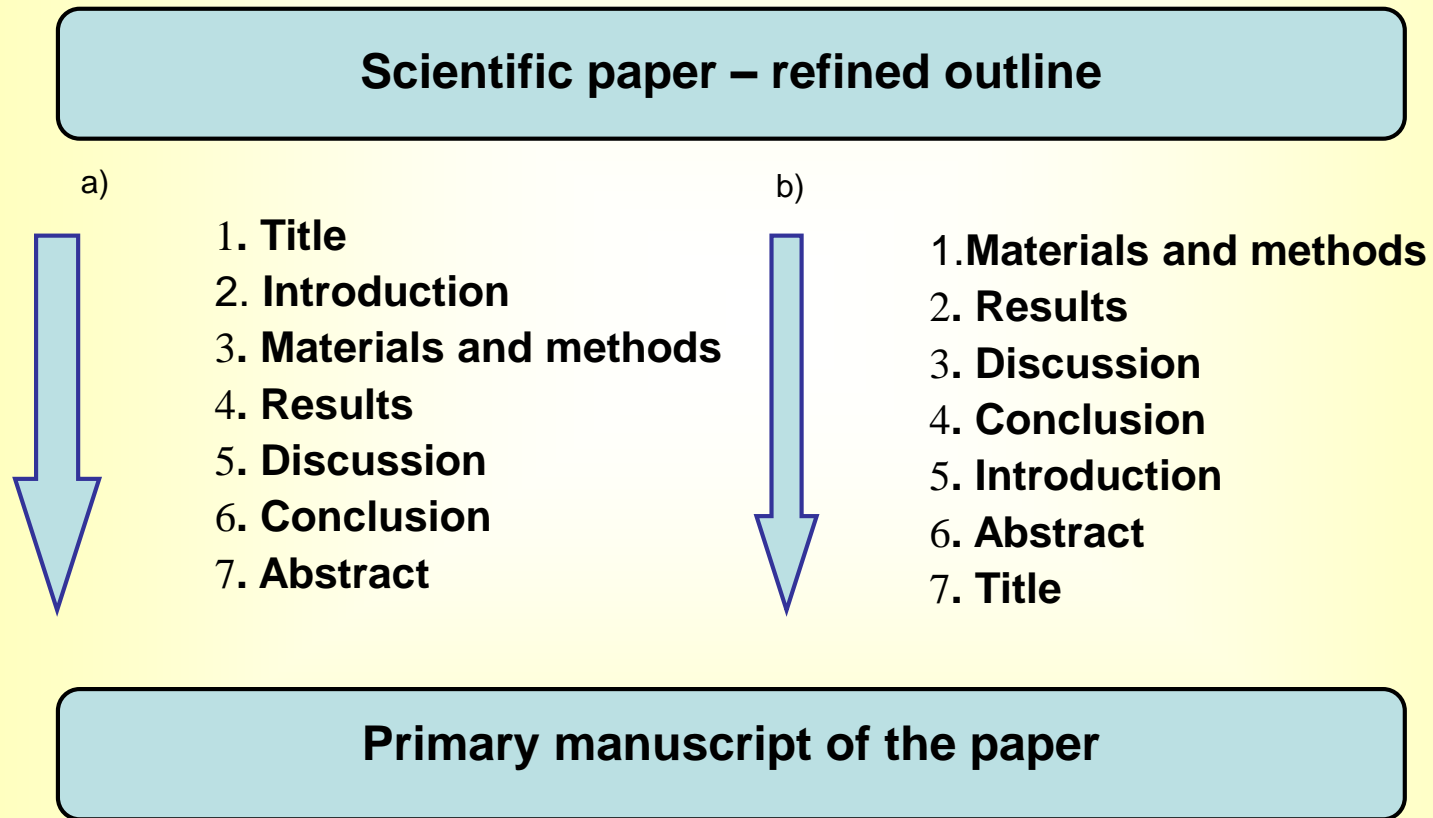 Scientific paper – refined outline
a)
1. Title
2. Introduction
3. Materials and methods
4. Results
5. Discussion
6. Conclusion
7. Abstract
b)
1.Materials and methods
2. Results
3. Discussion
4. Conclusion
5. Introduction
6. Abstract
7. Title
Primary manuscript of the paper